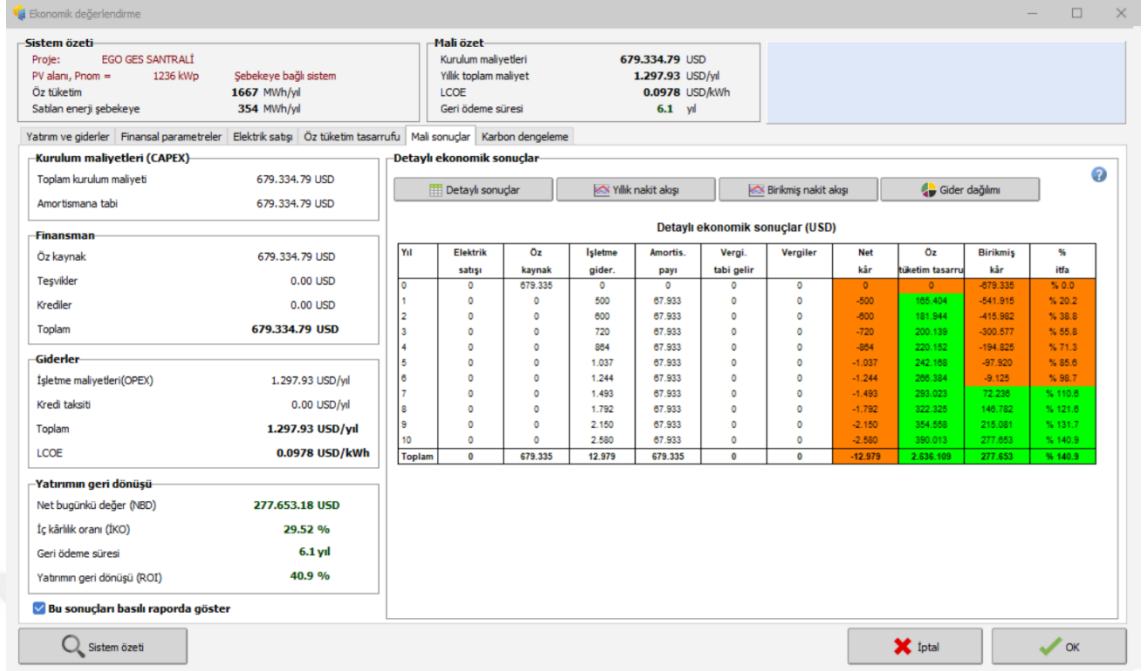 Ekonomik değerlendirme
Sistem özeti
Proje: EGO GES SANTRALİ
PV alanı, Pnom = 1236 kWp Şebekeye bağlı sistem
Öz tüketim 1667 MWh/yıl
Satılan enerji şebekeye 354 MWh/yıl
Mali özet
Kurulum maliyetleri 679.334.79 USD
Yıllık toplam maliyet 1.297.93 USD/yıl
LCOE 0.0978 USD/kWh
Geri ödeme süresi 6.1 yıl
Yatırım ve giderler Finansal parametreler Elektrik satışı Öz tüketim tasarrufu Mali sonuçlar Karbon dengeleme
Kurulum maliyetleri (CAPEX)
Toplam kurulum maliyeti 679.334.79 USD
Amortismana tabi 679.334.79 USD
Finansman
Öz kaynak 679.334.79 USD
Teşvikler 0.00 USD
Krediler 0.00 USD
Toplam 679.334.79 USD
Giderler
İşletme maliyetleri(OPEX) 1.297.93 USD/yıl
Kredi taksiti 0.00 USD/yıl
Toplam 1.297.93 USD/yıl
LCOE 0.0978 USD/kWh
Yatırımın geri dönüşü
Net bugünkü değer (NBD) 277.653.18 USD
İç kârlılık oranı (İKO) 29.52 %
Geri ödeme süresi 6.1 yıl
Yatırımın geri dönüşü (ROI) 40.9 %
Bu sonuçları basılı raporda göster
Detaylı ekonomik sonuçlar
?
Detaylı sonuçlar Yıllık nakit akışı Birikmiş nakit akışı Gider dağılımı
Detaylı ekonomik sonuçlar (USD)
Yıl Elektrik Öz İşletme Amortis. Vergi. Vergiler Net Öz Birikmiş %
satışı kaynak gider. payı tabi gelir kâr tüketim tasarru kâr itfa
0 0 679.335 0 0 0 0 0 0 -679.335 % 0.0
1 0 0 500 67.933 0 0 -500 165.404 -541.915 % 20.2
2 0 0 600 67.933 0 0 -600 181.944 -415.982 % 38.8
3 0 0 720 67.933 0 0 -720 200.139 -300.577 % 55.8
4 0 0 864 67.933 0 0 -864 220.152 -194.825 % 71.3
5 0 0 1.037 67.933 0 0 -1.037 242.168 -97.920 % 85.6
6 0 0 1.244 67.933 0 0 -1.244 266.384 -9.125 % 98.7
7 0 0 1.493 67.933 0 0 -1.493 293.023 72.236 % 110.6
8 0 0 1.792 67.933 0 0 -1.792 322.325 146.782 % 121.6
9 0 0 2.150 67.933 0 0 -2.150 354.558 215.081 % 131.7
10 0 0 2.580 67.933 0 0 -2.580 390.013 277.653 % 140.9
Toplam 0 679.335 12.979 679.335 0 0 -12.979 2.636.109 277.653 % 140.9
Sistem özeti
İptal
OK